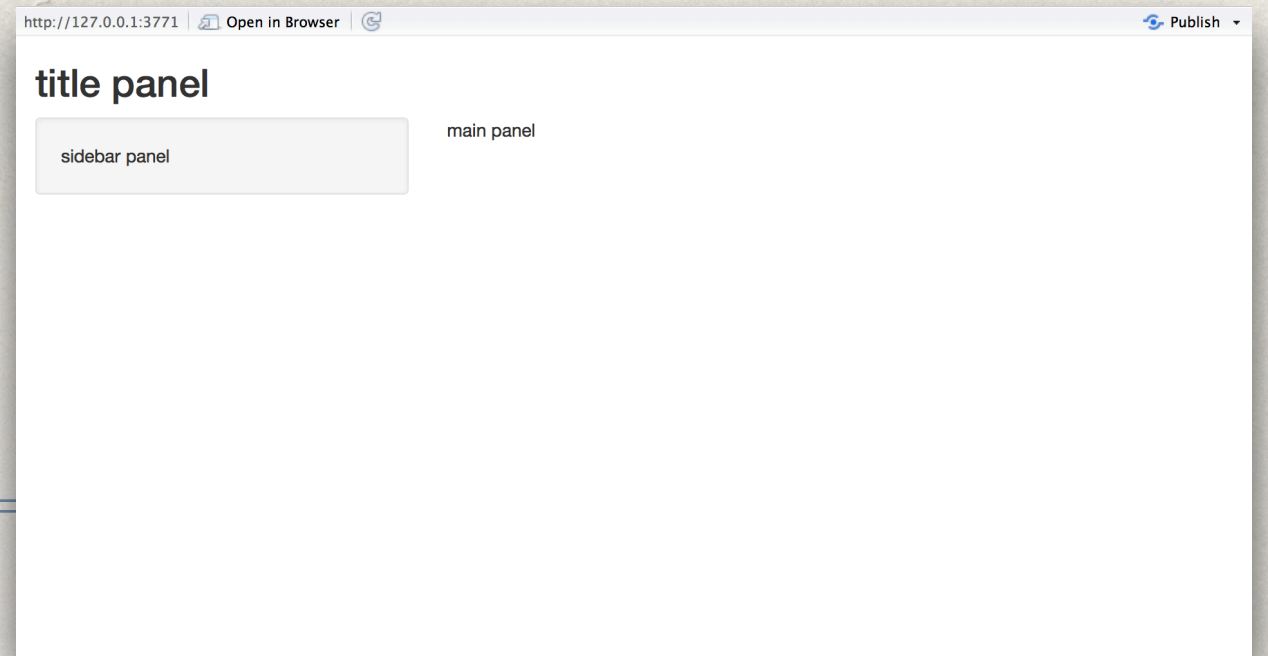 http://127.0.0.1:3771 Open in Browser Publish
title panel
sidebar panel
main panel